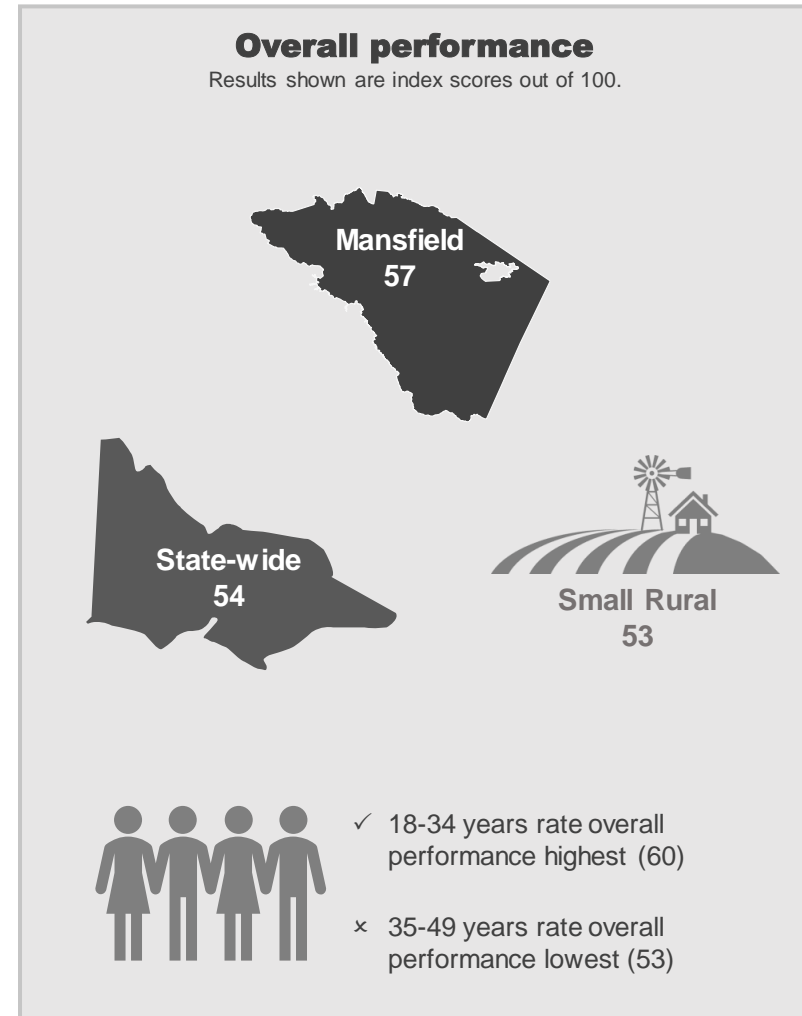 Overall performance
Results shown are index scores out of 100.
Mansfield
57
State-wide
54
Small Rural
53
✓ 18-34 years rate overall
performance highest (60)
× 35-49 years rate overall
performance lowest (53)